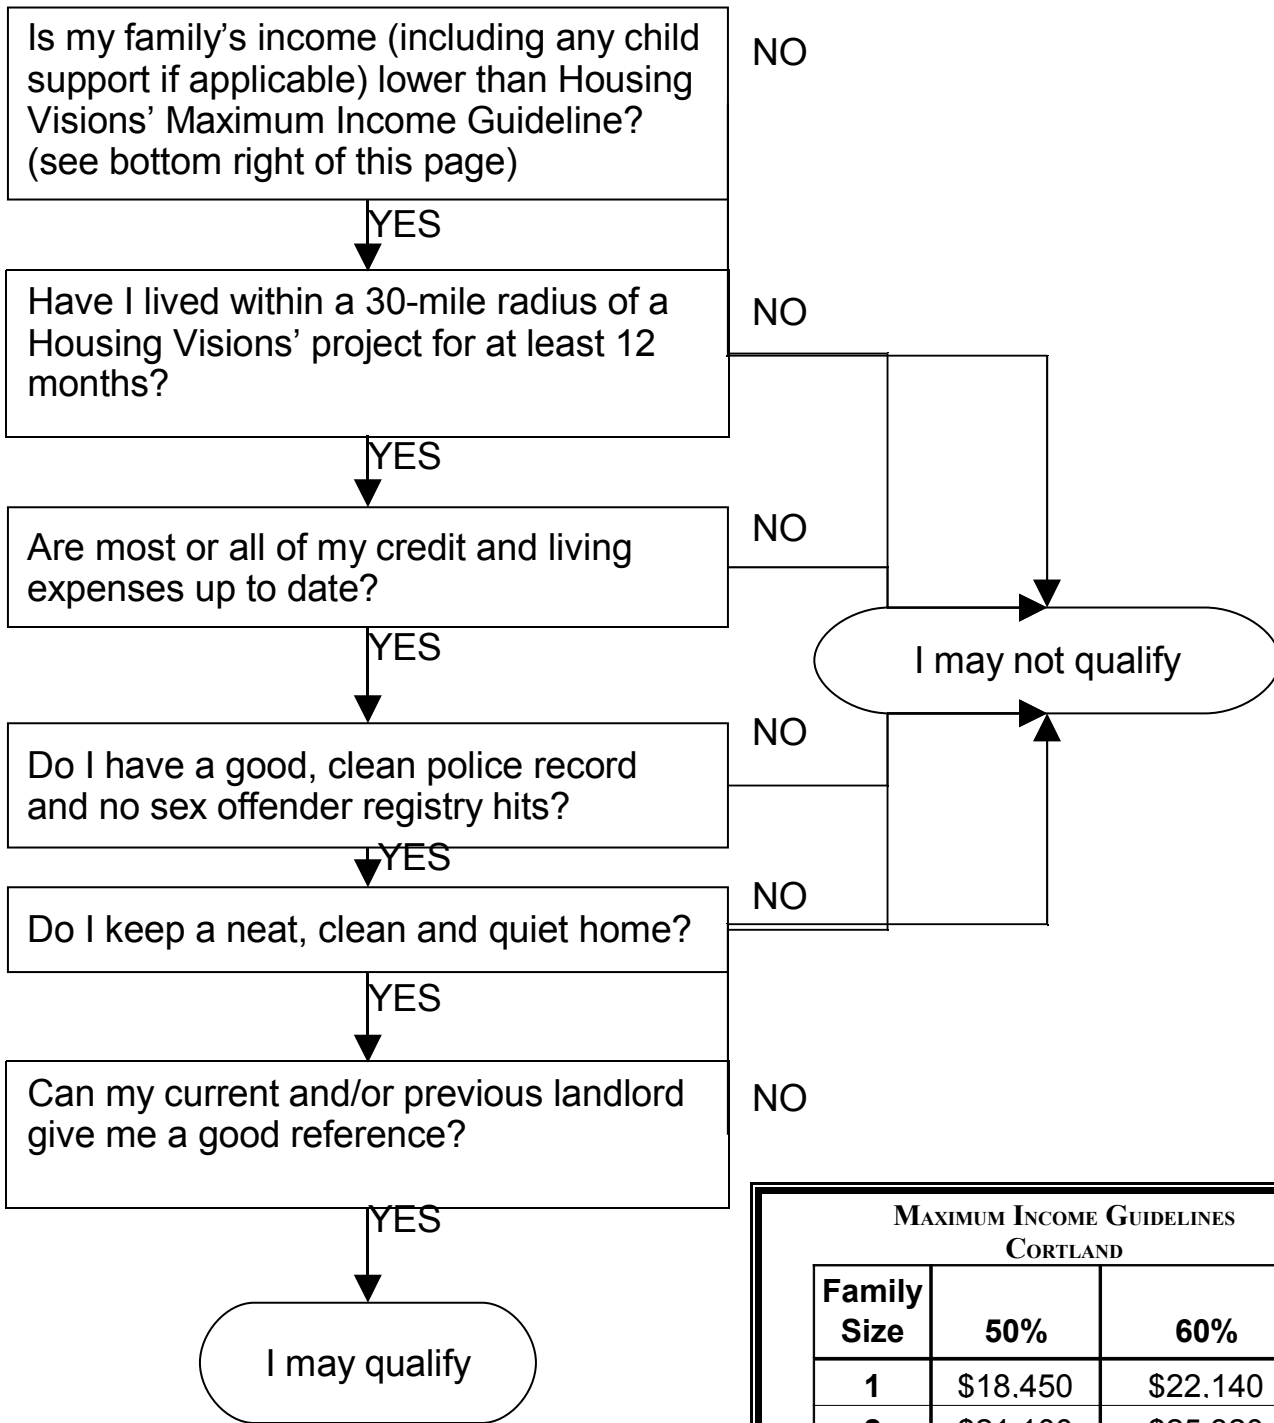 Is my family's income (including any child
support if applicable) lower than Housing
Visions' Maximum Income Guideline?
(see bottom right of this page)
NO
YES
Have I lived within a 30-mile radius of a
Housing Visions' project for at least 12
months?
NO
YES
Are most or all of my credit and living
expenses up to date?
NO
YES
I may not qualify
Do I have a good, clean police record
and no sex offender registry hits?
NO
YES
Do I keep a neat, clean and quiet home?
NO
YES
Can my current and/or previous landlord
give me a good reference?
NO
YES
I may qualify
MAXIMUM INCOME GUIDELINES
CORTLAND
Family
Size 50% 60%
1 $18,450 $22,140